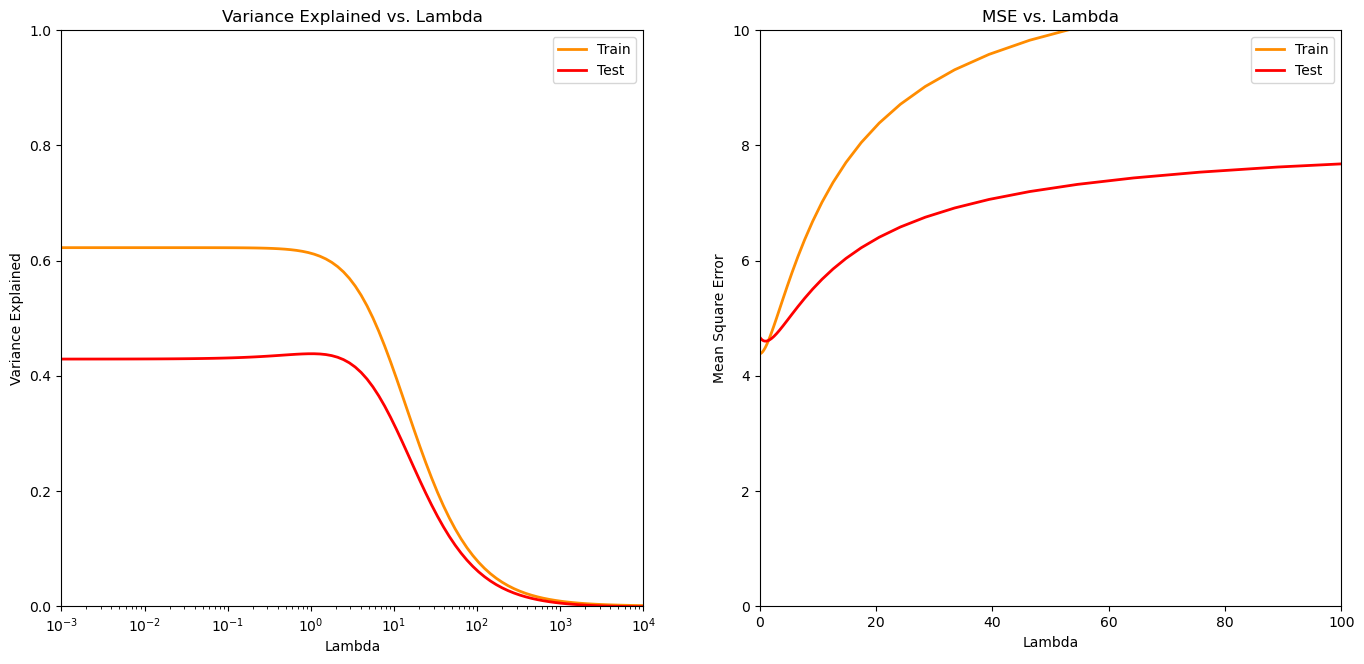 Variance Explained vs. Lambda
1.0
0.8
0.6
0.4
0.2
0.0
Variance Explained
Train
Test
10⁻³
10⁻²
10⁻¹
10⁰
10¹
10²
10³
10⁴
Lambda
MSE vs. Lambda
10
8
6
4
2
0
Mean Square Error
Train
Test
0
20
40
60
80
100
Lambda